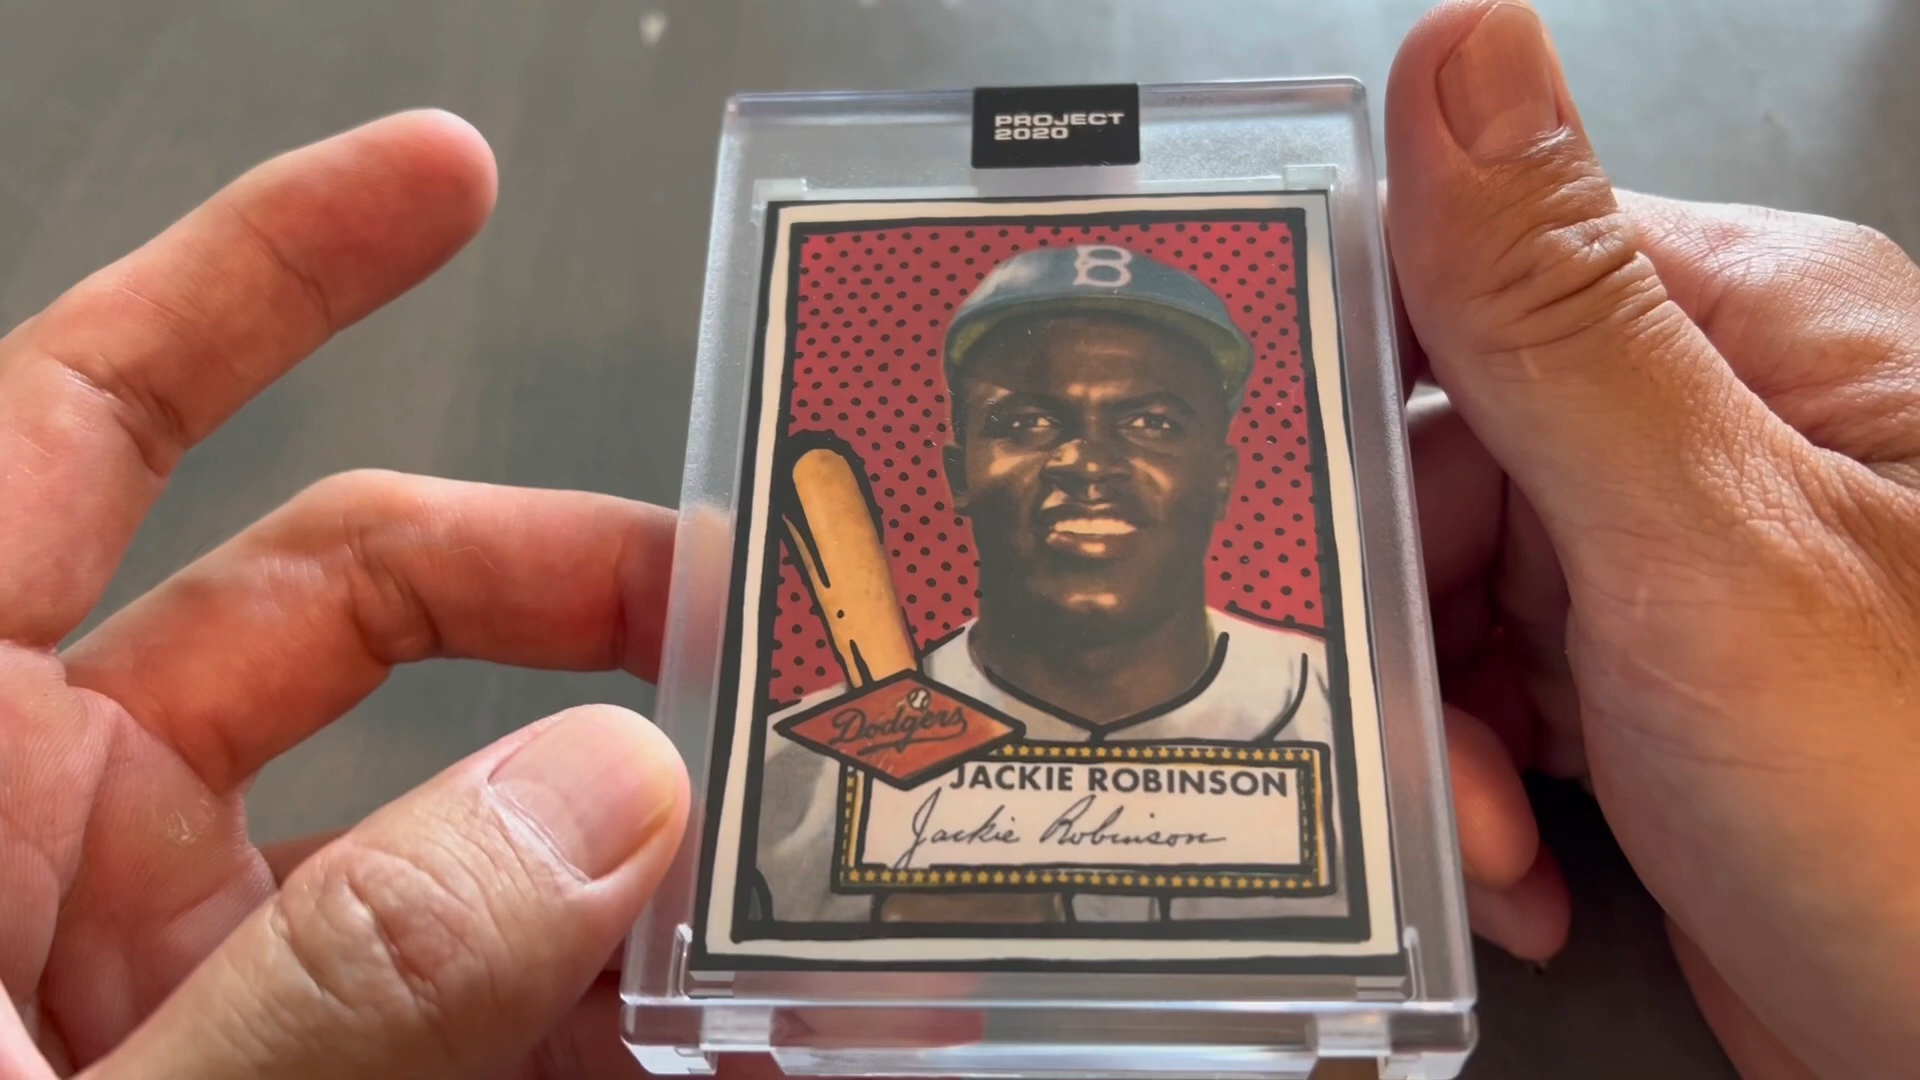 PROJECT
2020
B
Dodgers
JACKIE ROBINSON
Jackie Robinson